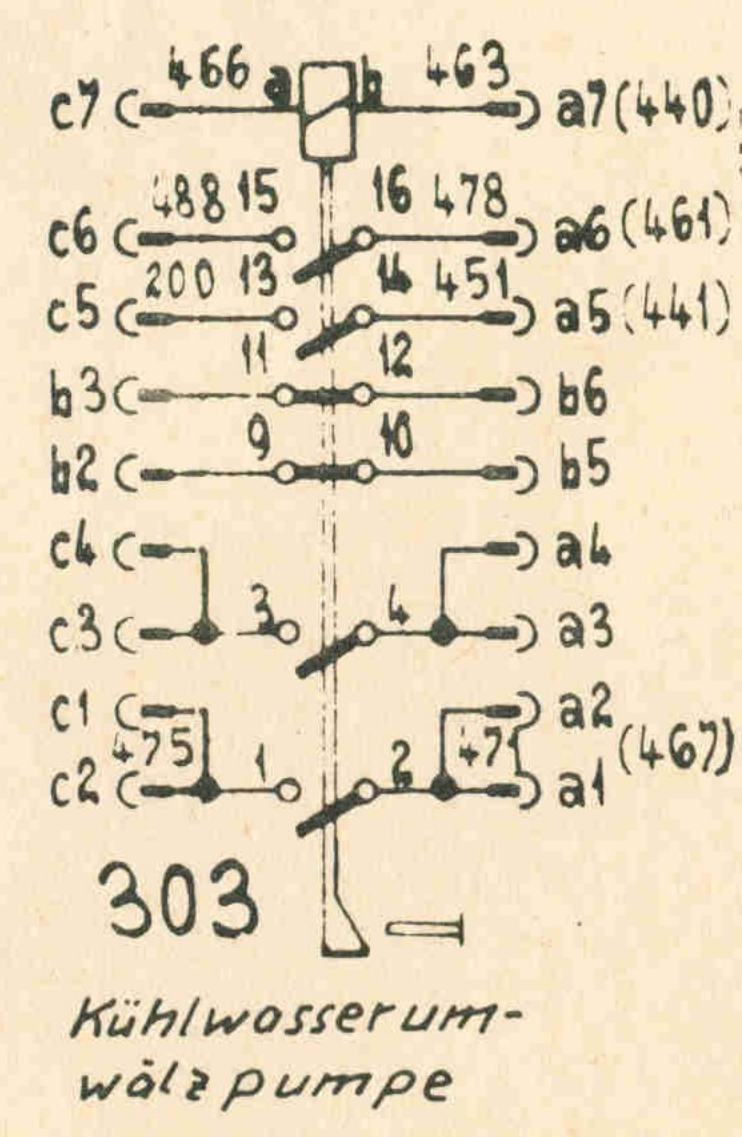 466 a b 463
c7 a7 (440)
488 15 16 478
c6 a6 (461)
200 13 14 451
c5 a5 (441)
11 12
b3 b6
9 10
b2 b5
c4 a4
3 4
c3 a3
c1 a2
475 1 2 471 (467)
c2 a1
303
Kühlwasserum-
wälzpumpe